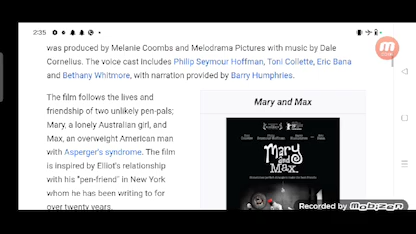 2:35
was produced by Melanie Coombs and Melodrama Pictures with music by Dale
Cornelius. The voice cast includes Philip Seymour Hoffman, Toni Collette, Eric Bana
and Bethany Whitmore, with narration provided by Barry Humphries.
The film follows the lives and
friendship of two unlikely pen-pals;
Mary, a lonely Australian girl, and
Max, an overweight American man
with Asperger's syndrome. The film
is inspired by Elliot's relationship
with his "pen-friend" in New York
whom he has been writing to for
over twenty years.
Mary and Max
Mary
and
Max.
Recorded by Mobizen